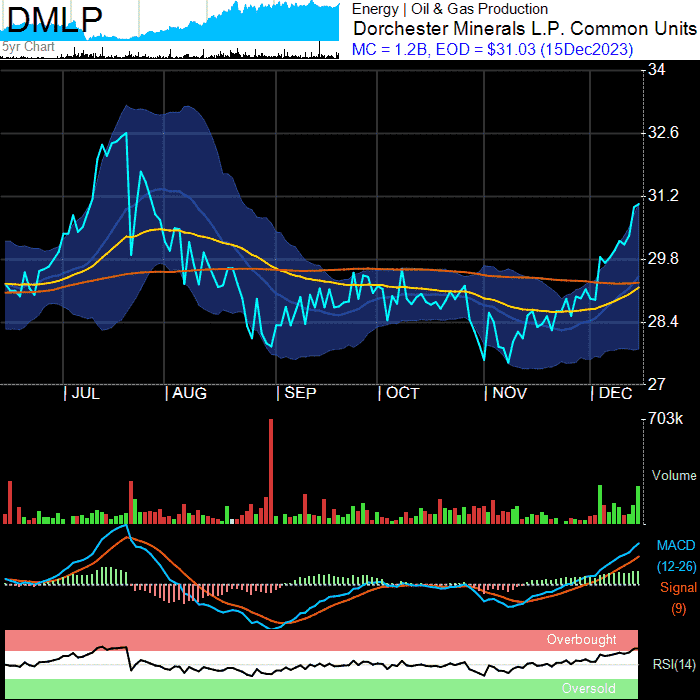 DMLP
5yr Chart
Energy | Oil & Gas Production
Dorchester Minerals L.P. Common Units
MC = 1.2B, EOD = $31.03 (15Dec2023)
34
32.6
31.2
29.8
28.4
27
| JUL | AUG | SEP | OCT | NOV | DEC
703k
Volume
MACD
(12-26)
Signal
(9)
Overbought
RSI(14)
Oversold